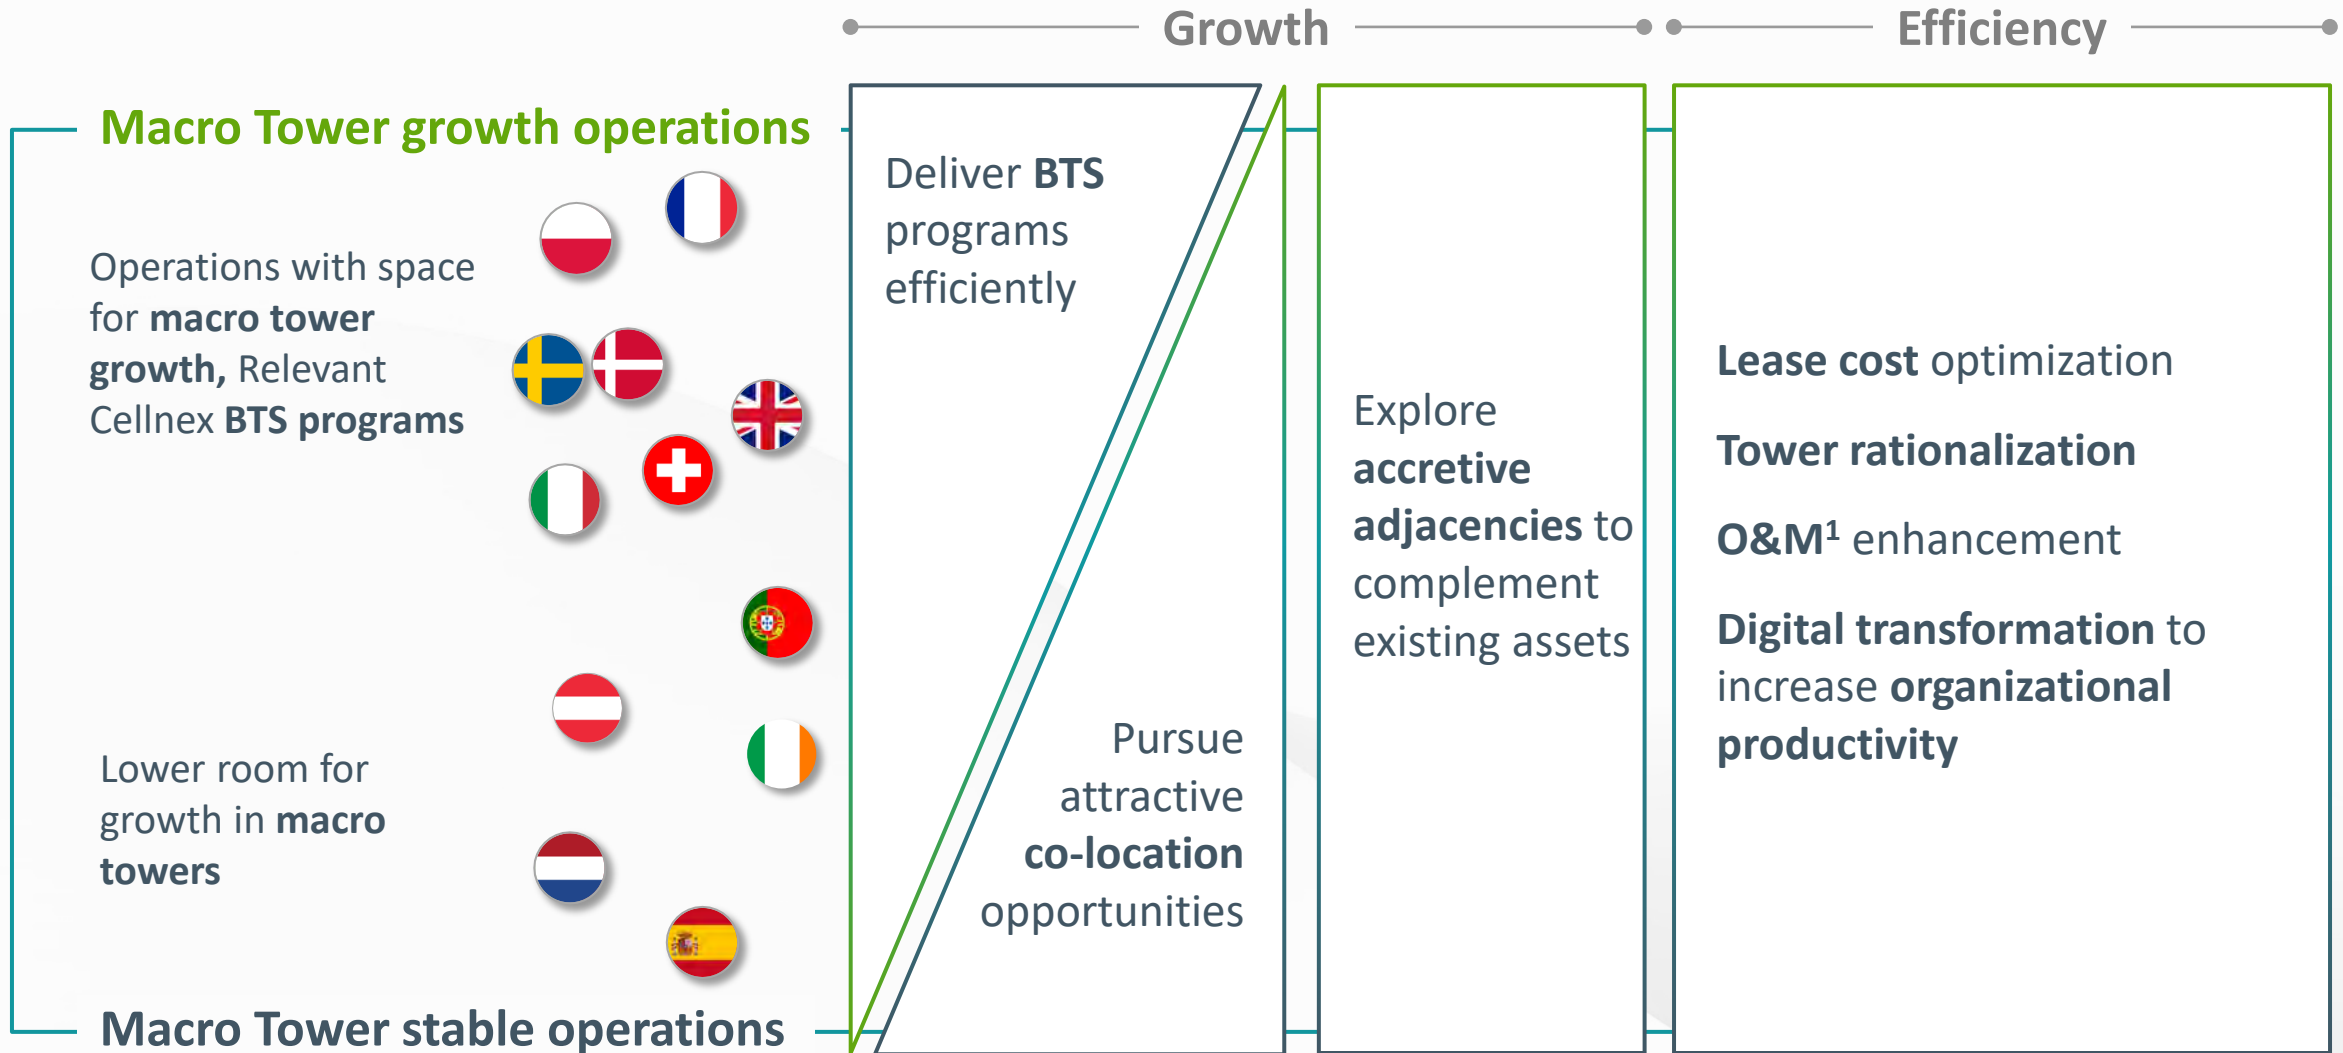 Growth
Efficiency
Macro Tower growth operations
Operations with space
for macro tower
growth, Relevant
Cellnex BTS programs
Lower room for
growth in macro
towers
Macro Tower stable operations
Deliver BTS
programs
efficiently
Pursue
attractive
co-location
opportunities
Explore
accretive
adjacencies to
complement
existing assets
Lease cost optimization
Tower rationalization
O&M¹ enhancement
Digital transformation to
increase organizational
productivity